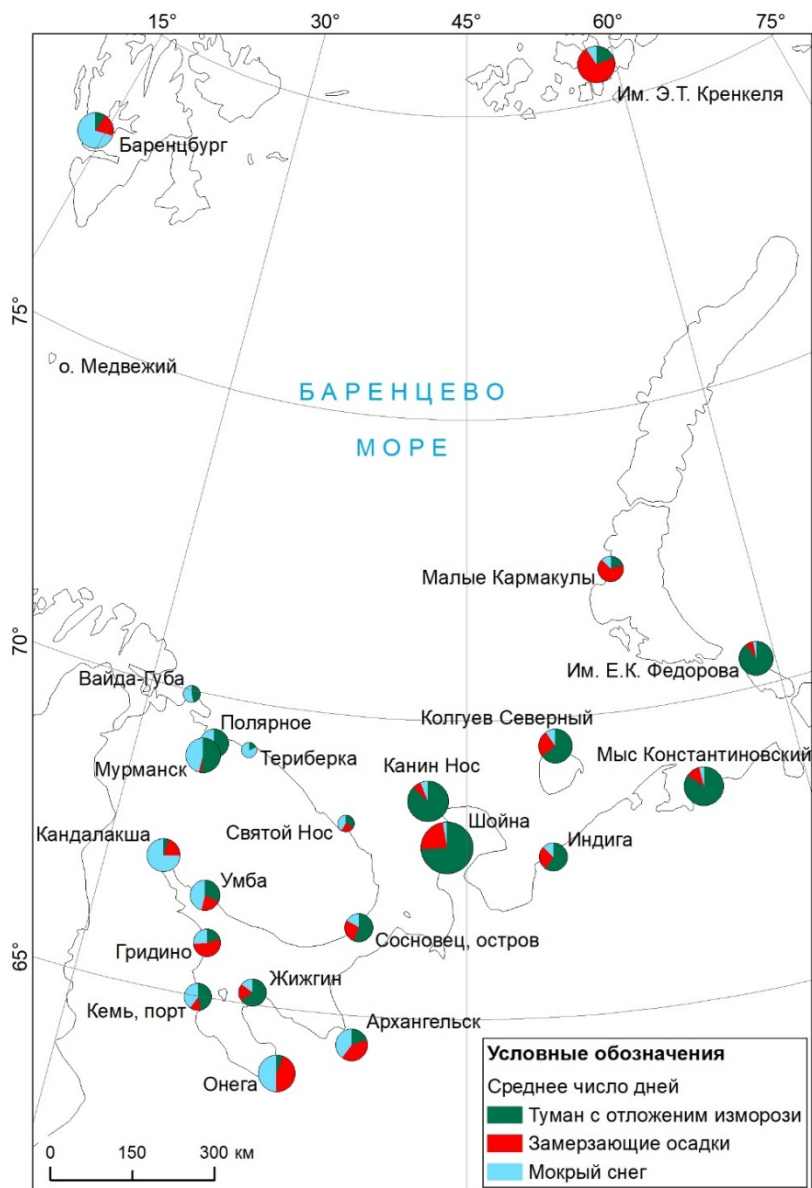 15°
30°
45°
60°
75°
Им. Э.Т. Кренкеля
Баренцбург
75°
о. Медвежий
БАРЕНЦЕВО
МОРЕ
Малые Кармакулы
70°
Им. Е.К. Федорова
Вайда-Губа
Полярное
Колгуев Северный
Териберка
Мыс Константиновский
Мурманск
Канин Нос
Шойна
Святой Нос
Кандалакша
Индига
Умба
Сосновец, остров
Гридино
65°
Жижгин
Кемь, порт
Архангельск
Онега
Условные обозначения
Среднее число дней
Туман с отложеним изморози
Замерзающие осадки
Мокрый снег
0 150 300 км